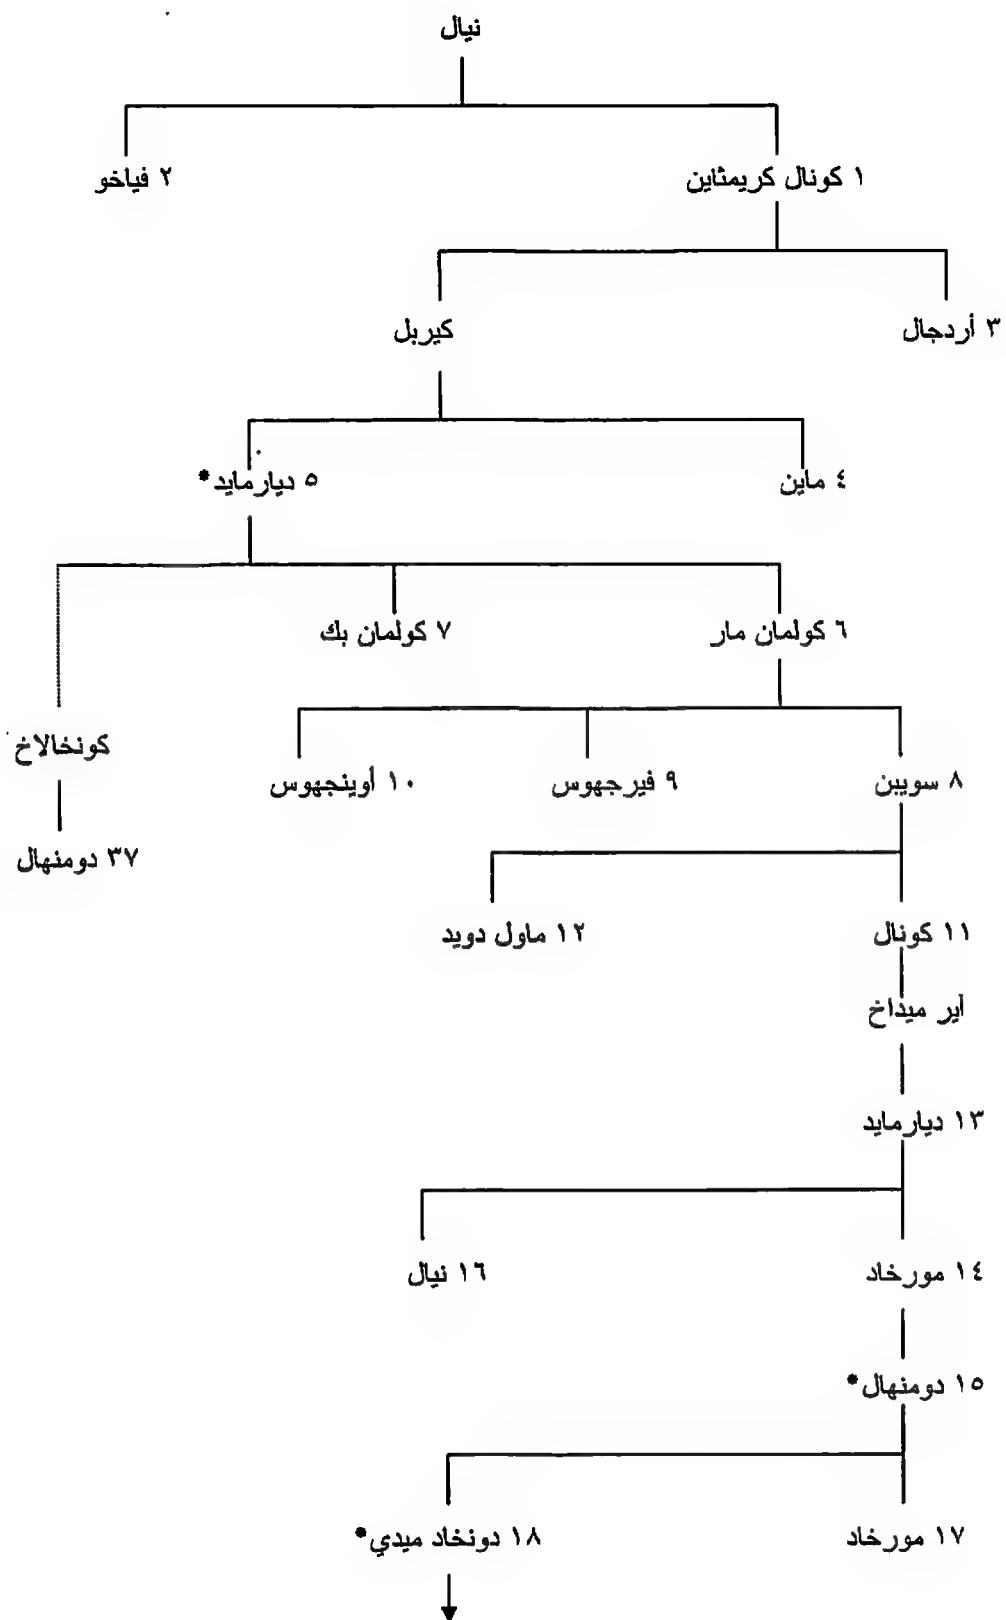 نيال
١ كونال كريمثاين ٢ فياخو
٣ أردجال كيربل
٤ ماين ٥ ديارمايد*
٦ كولمان مار ٧ كولمان بك
كونخالاخ
٨ سويبن ٩ فيرجهوس ١٠ أوينجهوس
٣٧ دومنهال
١١ كونال ١٢ ماول دويد
أير ميداخ
١٣ ديارمايد
١٤ مورخاد ١٦ نيال
١٥ دومنهال*
١٧ مورخاد ١٨ دونخاد ميدي*